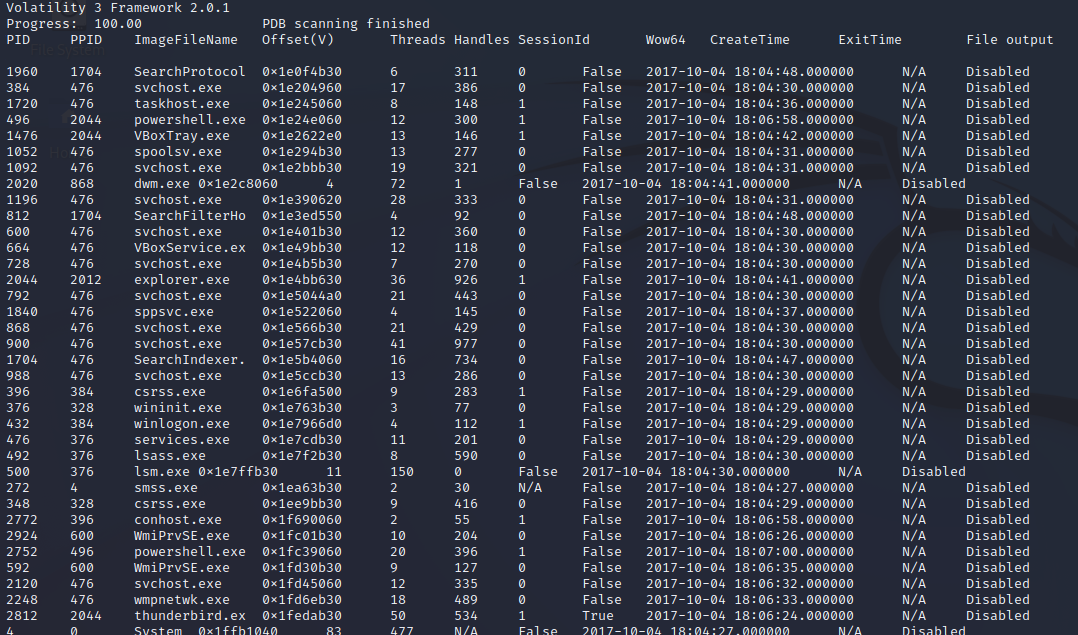 Volatility 3 Framework 2.0.1
Progress: 100.00 PDB scanning finished
PID PPID ImageFileName Offset(V) Threads Handles SessionId Wow64 CreateTime ExitTime File output
1960 1704 SearchProtocol 0×1e0f4b30 6 311 0 False 2017-10-04 18:04:48.000000 N/A Disabled
384 476 svchost.exe 0×1e204960 17 386 0 False 2017-10-04 18:04:30.000000 N/A Disabled
1720 476 taskhost.exe 0×1e245060 8 148 1 False 2017-10-04 18:04:36.000000 N/A Disabled
496 2044 powershell.exe 0×1e24e060 12 300 1 False 2017-10-04 18:06:58.000000 N/A Disabled
1476 2044 VBoxTray.exe 0×1e2622e0 13 146 1 False 2017-10-04 18:04:42.000000 N/A Disabled
1052 476 spoolsv.exe 0×1e294b30 13 277 0 False 2017-10-04 18:04:31.000000 N/A Disabled
1092 476 svchost.exe 0×1e2bbb30 19 321 0 False 2017-10-04 18:04:31.000000 N/A Disabled
2020 868 dwm.exe 0×1e2c8060 4 72 1 False 2017-10-04 18:04:41.000000 N/A Disabled
1196 476 svchost.exe 0×1e390620 28 333 0 False 2017-10-04 18:04:31.000000 N/A Disabled
812 1704 SearchFilterHo 0×1e3ed550 4 92 0 False 2017-10-04 18:04:48.000000 N/A Disabled
600 476 svchost.exe 0×1e401b30 12 360 0 False 2017-10-04 18:04:30.000000 N/A Disabled
664 476 VBoxService.ex 0×1e49bb30 12 118 0 False 2017-10-04 18:04:30.000000 N/A Disabled
728 476 svchost.exe 0×1e4b5b30 7 270 0 False 2017-10-04 18:04:30.000000 N/A Disabled
2044 2012 explorer.exe 0×1e4bb630 36 926 1 False 2017-10-04 18:04:41.000000 N/A Disabled
792 476 svchost.exe 0×1e5044a0 21 443 0 False 2017-10-04 18:04:30.000000 N/A Disabled
1840 476 sppsvc.exe 0×1e522060 4 145 0 False 2017-10-04 18:04:37.000000 N/A Disabled
868 476 svchost.exe 0×1e566b30 21 429 0 False 2017-10-04 18:04:30.000000 N/A Disabled
900 476 svchost.exe 0×1e57cb30 41 977 0 False 2017-10-04 18:04:30.000000 N/A Disabled
1704 476 SearchIndexer. 0×1e5b4060 16 734 0 False 2017-10-04 18:04:47.000000 N/A Disabled
988 476 svchost.exe 0×1e5ccb30 13 286 0 False 2017-10-04 18:04:30.000000 N/A Disabled
396 384 csrss.exe 0×1e6fa500 9 283 1 False 2017-10-04 18:04:29.000000 N/A Disabled
376 328 wininit.exe 0×1e763b30 3 77 0 False 2017-10-04 18:04:29.000000 N/A Disabled
432 384 winlogon.exe 0×1e7966d0 4 112 1 False 2017-10-04 18:04:29.000000 N/A Disabled
476 376 services.exe 0×1e7cdb30 11 201 0 False 2017-10-04 18:04:29.000000 N/A Disabled
492 376 lsass.exe 0×1e7f2b30 8 590 0 False 2017-10-04 18:04:30.000000 N/A Disabled
500 376 lsm.exe 0×1e7ffb30 11 150 0 False 2017-10-04 18:04:30.000000 N/A Disabled
272 4 smss.exe 0×1ea63b30 2 30 N/A False 2017-10-04 18:04:27.000000 N/A Disabled
348 328 csrss.exe 0×1ee9bb30 9 416 0 False 2017-10-04 18:04:29.000000 N/A Disabled
2772 396 conhost.exe 0×1f690060 2 55 1 False 2017-10-04 18:06:58.000000 N/A Disabled
2924 600 WmiPrvSE.exe 0×1fc01b30 10 204 0 False 2017-10-04 18:06:26.000000 N/A Disabled
2752 496 powershell.exe 0×1fc39060 20 396 1 False 2017-10-04 18:07:00.000000 N/A Disabled
592 600 WmiPrvSE.exe 0×1fd30b30 9 127 0 False 2017-10-04 18:06:35.000000 N/A Disabled
2120 476 svchost.exe 0×1fd45060 12 335 0 False 2017-10-04 18:06:32.000000 N/A Disabled
2248 476 wmpnetwk.exe 0×1fd6eb30 18 489 0 False 2017-10-04 18:06:33.000000 N/A Disabled
2812 2044 thunderbird.ex 0×1fedab30 50 534 1 True 2017-10-04 18:06:24.000000 N/A Disabled
4 0 System 0×1ffb1040 83 477 N/A False 2017-10-04 18:04:27.000000 N/A Disabled